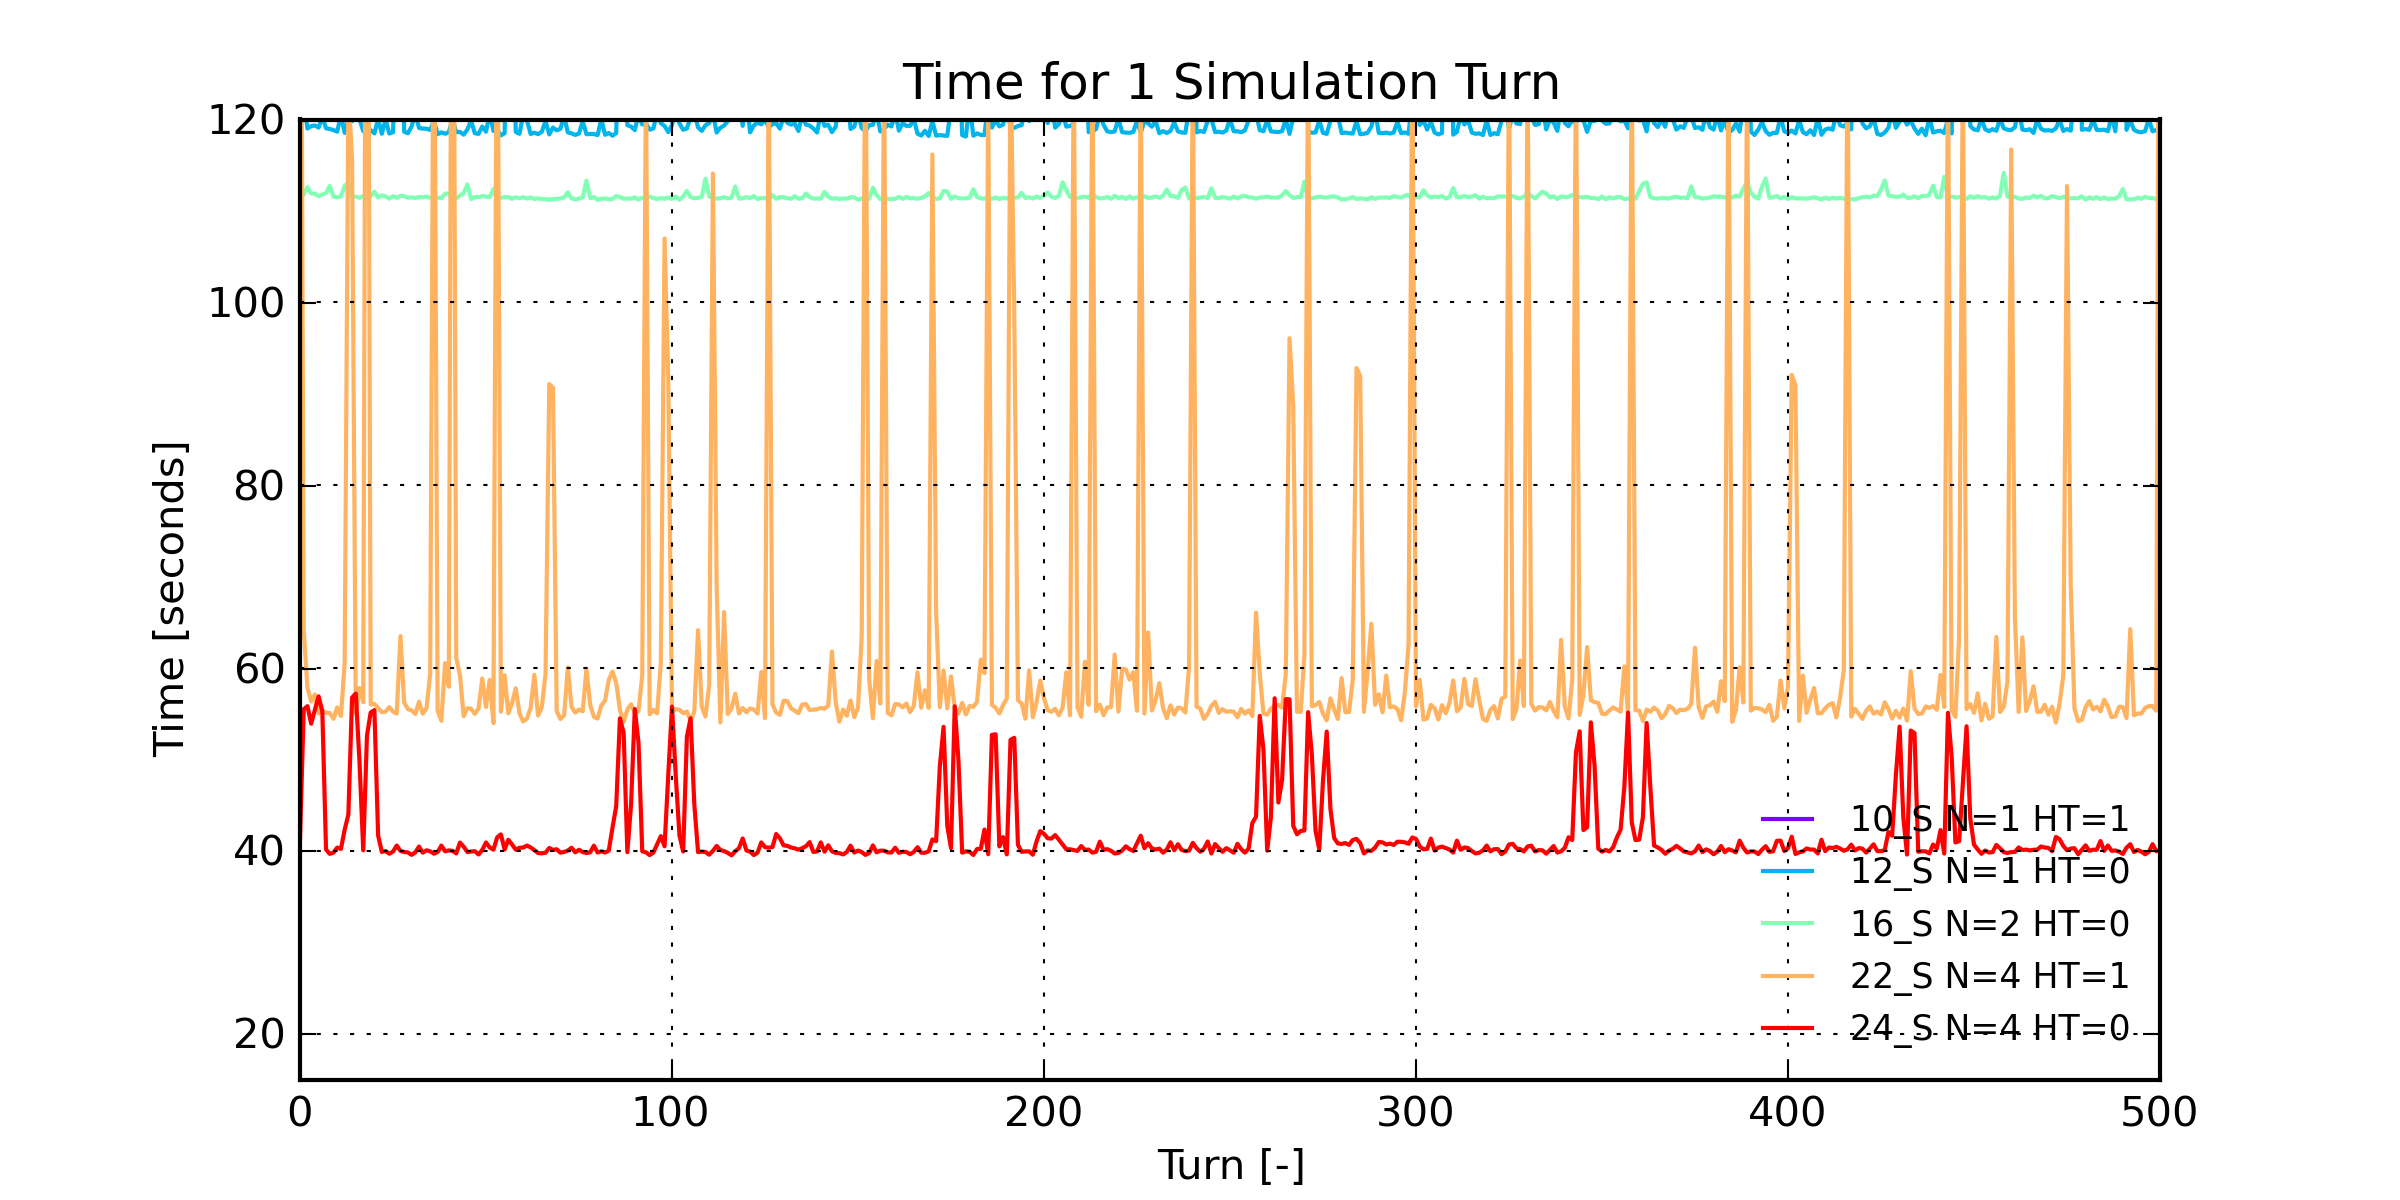 Time for 1 Simulation Turn
120
100
80
60
40
20
Time [seconds]
0 100 200 300 400 500
Turn [-]
10_S N=1 HT=1
12_S N=1 HT=0
16_S N=2 HT=0
22_S N=4 HT=1
24_S N=4 HT=0